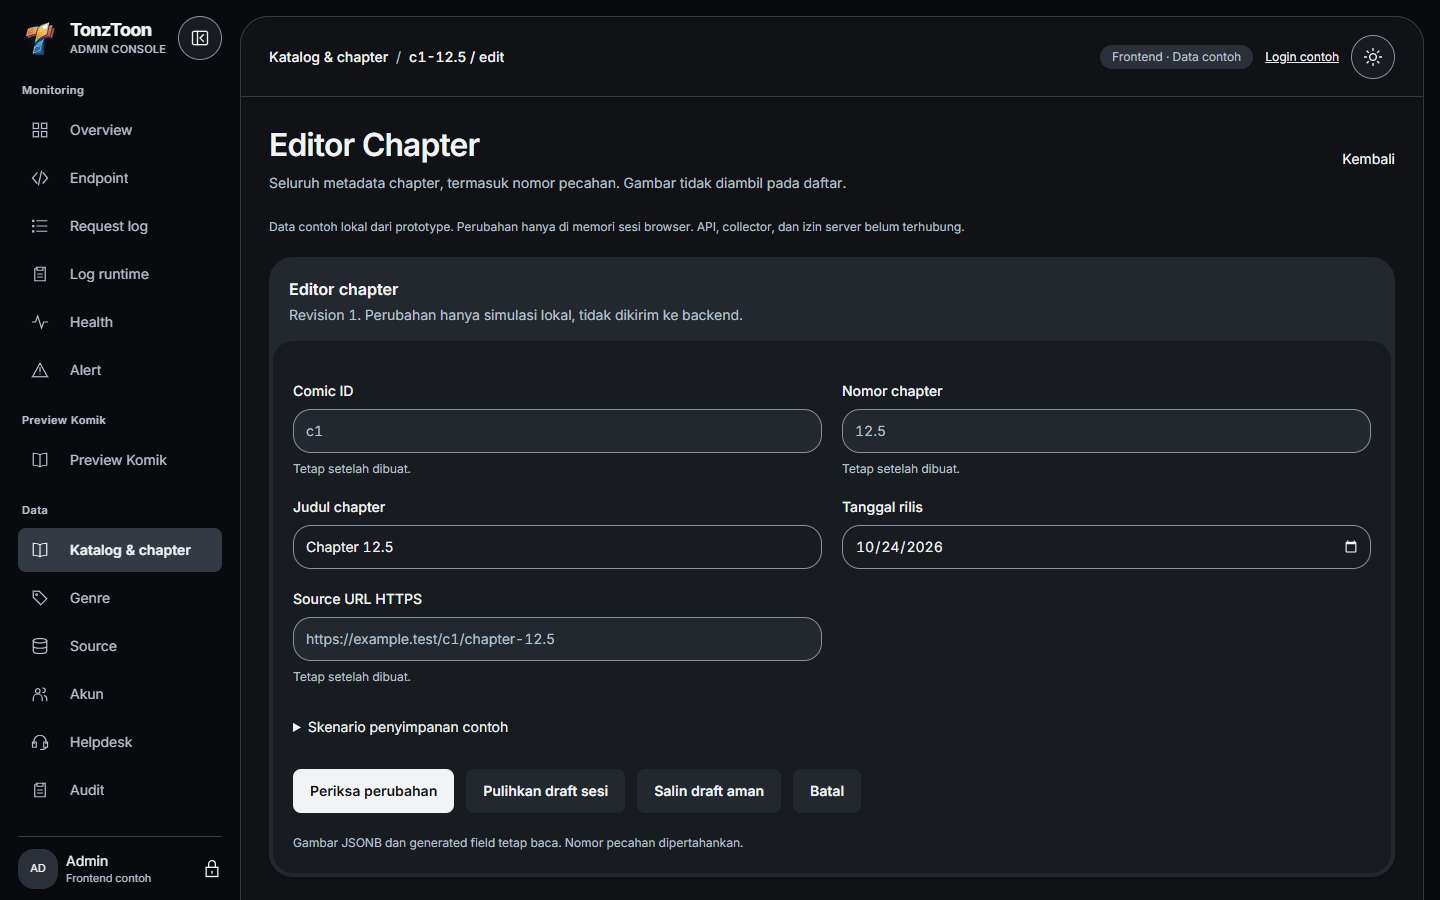 TonzToon
ADMIN CONSOLE
Monitoring
Overview
Endpoint
Request log
Log runtime
Health
Alert
Preview Komik
Preview Komik
Data
Katalog & chapter
Genre
Source
Akun
Helpdesk
Audit
AD
Admin
Frontend contoh
Katalog & chapter / c1-12.5 / edit
Frontend · Data contoh
Login contoh
Editor Chapter
Seluruh metadata chapter, termasuk nomor pecahan. Gambar tidak diambil pada daftar.
Kembali
Data contoh lokal dari prototype. Perubahan hanya di memori sesi browser. API, collector, dan izin server belum terhubung.
Editor chapter
Revision 1. Perubahan hanya simulasi lokal, tidak dikirim ke backend.
Comic ID
c1
Tetap setelah dibuat.
Nomor chapter
12.5
Tetap setelah dibuat.
Judul chapter
Chapter 12.5
Tanggal rilis
10/24/2026
Source URL HTTPS
https://example.test/c1/chapter-12.5
Tetap setelah dibuat.
Skenario penyimpanan contoh
Periksa perubahan
Pulihkan draft sesi
Salin draft aman
Batal
Gambar JSONB dan generated field tetap baca. Nomor pecahan dipertahankan.